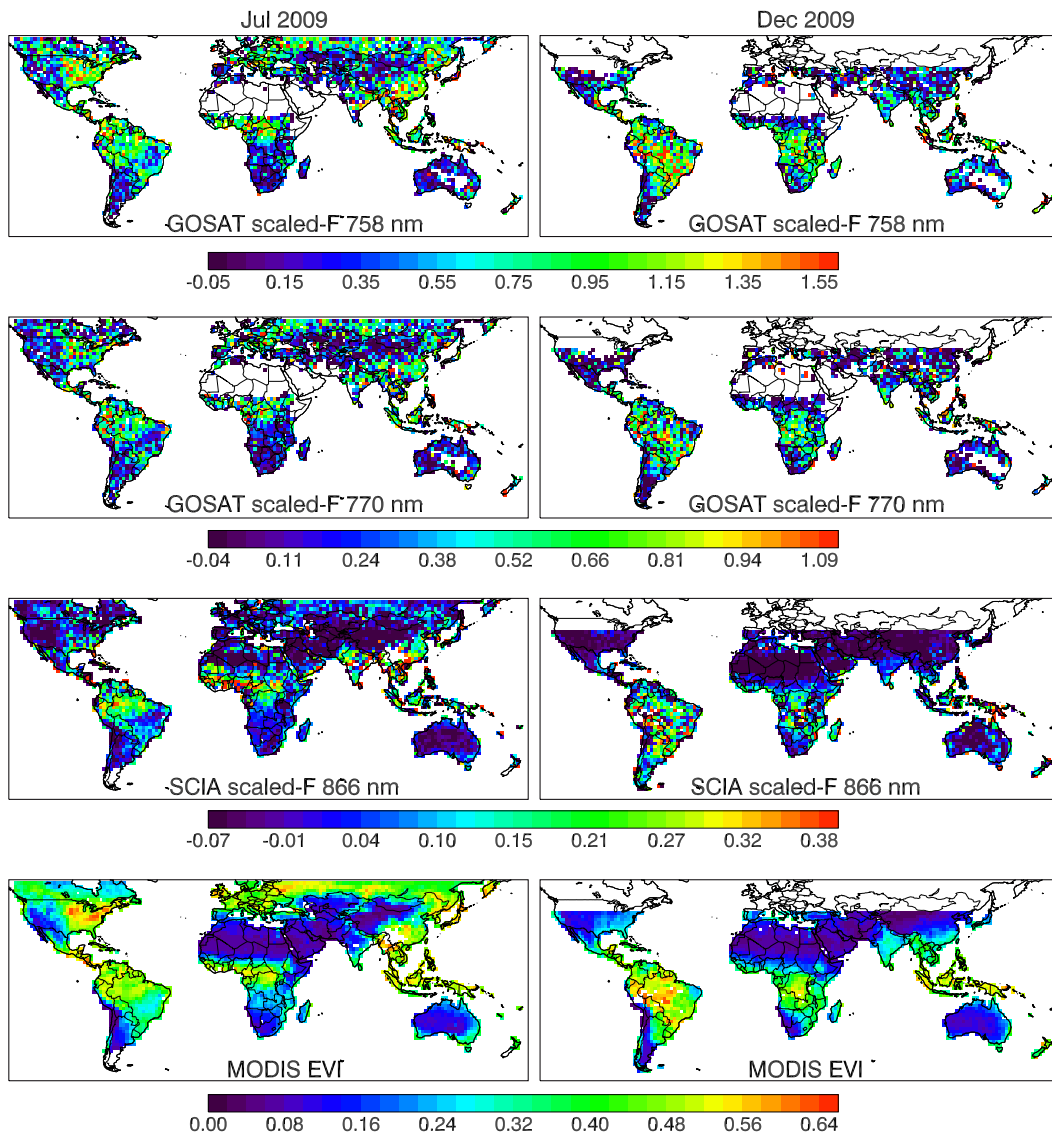 Jul 2009
Dec 2009
GOSAT scaled-F 758 nm
GOSAT scaled-F 758 nm
-0.05 0.15 0.35 0.55 0.75 0.95 1.15 1.35 1.55
GOSAT scaled-F 770 nm
GOSAT scaled-F 770 nm
-0.04 0.11 0.24 0.38 0.52 0.66 0.81 0.94 1.09
SCIA scaled-F 866 nm
SCIA scaled-F 866 nm
-0.07 -0.01 0.04 0.10 0.15 0.21 0.27 0.32 0.38
MODIS EVI
MODIS EVI
0.00 0.08 0.16 0.24 0.32 0.40 0.48 0.56 0.64